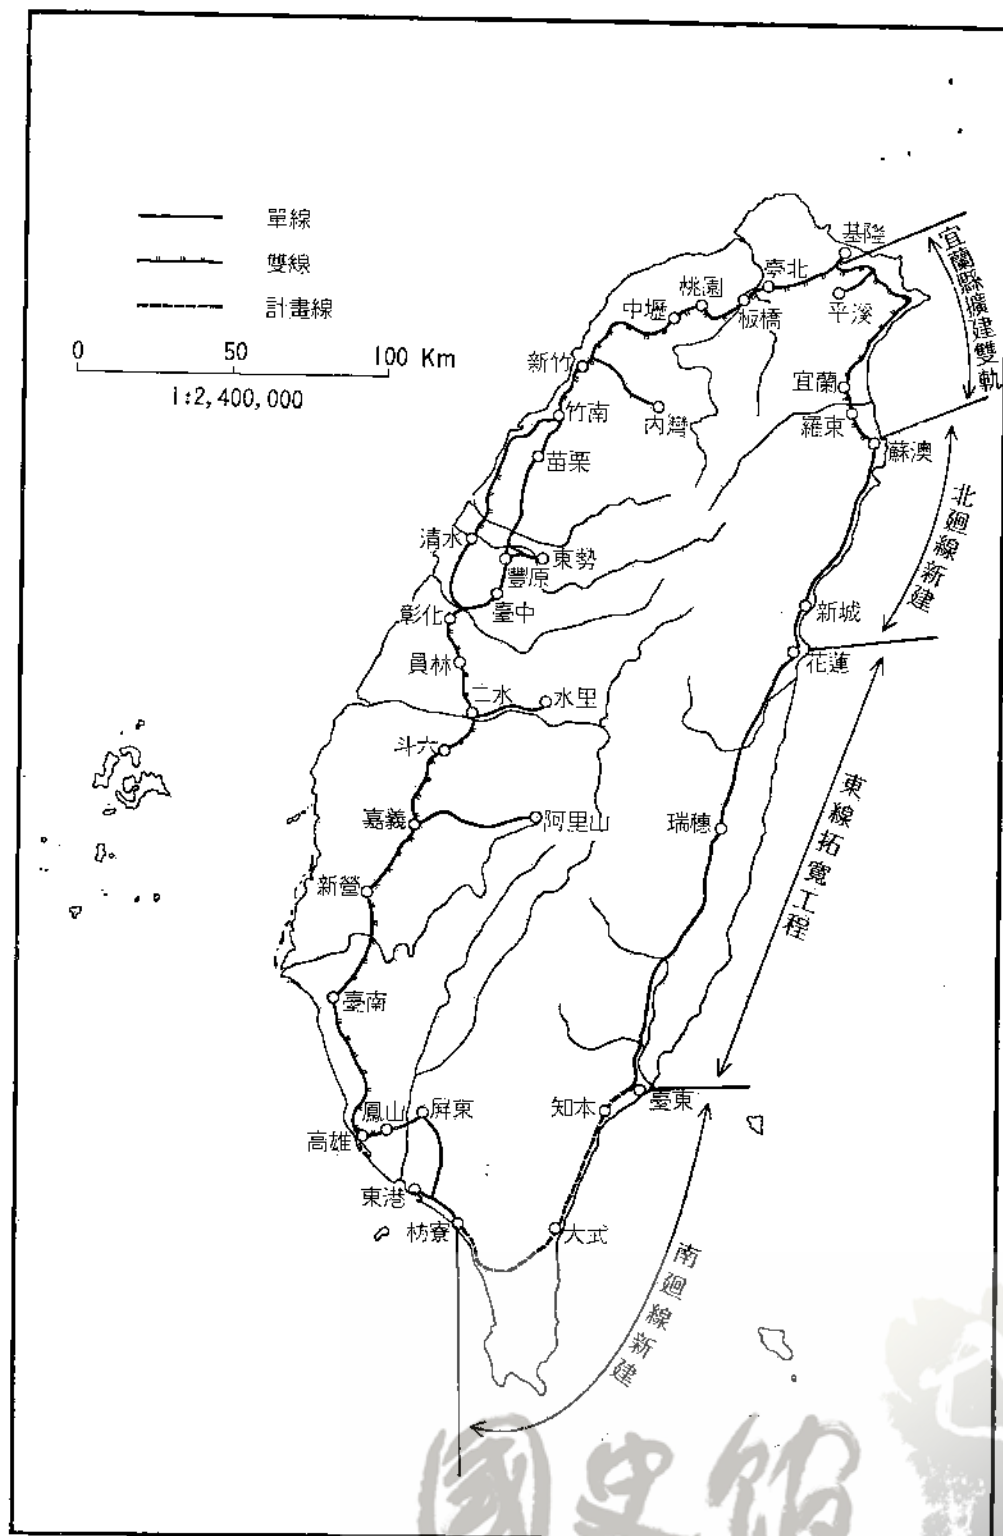 單線
雙線
計畫線
0 50 100 Km
1:2,400,000
基隆
臺北
桃園
中壢
板橋
平溪
新竹
內灣
竹南
宜蘭
羅東
蘇澳
苗栗
清水
東勢
豐原
臺中
彰化
新城
花蓮
員林
二水
水里
斗六
嘉義
阿里山
瑞穗
新營
臺南
鳳山
屏東
高雄
知本
臺東
東港
枋寮
大武
宜蘭縣擴建雙軌
北廻線新建
東線拓寬工程
南廻線新建
國史館